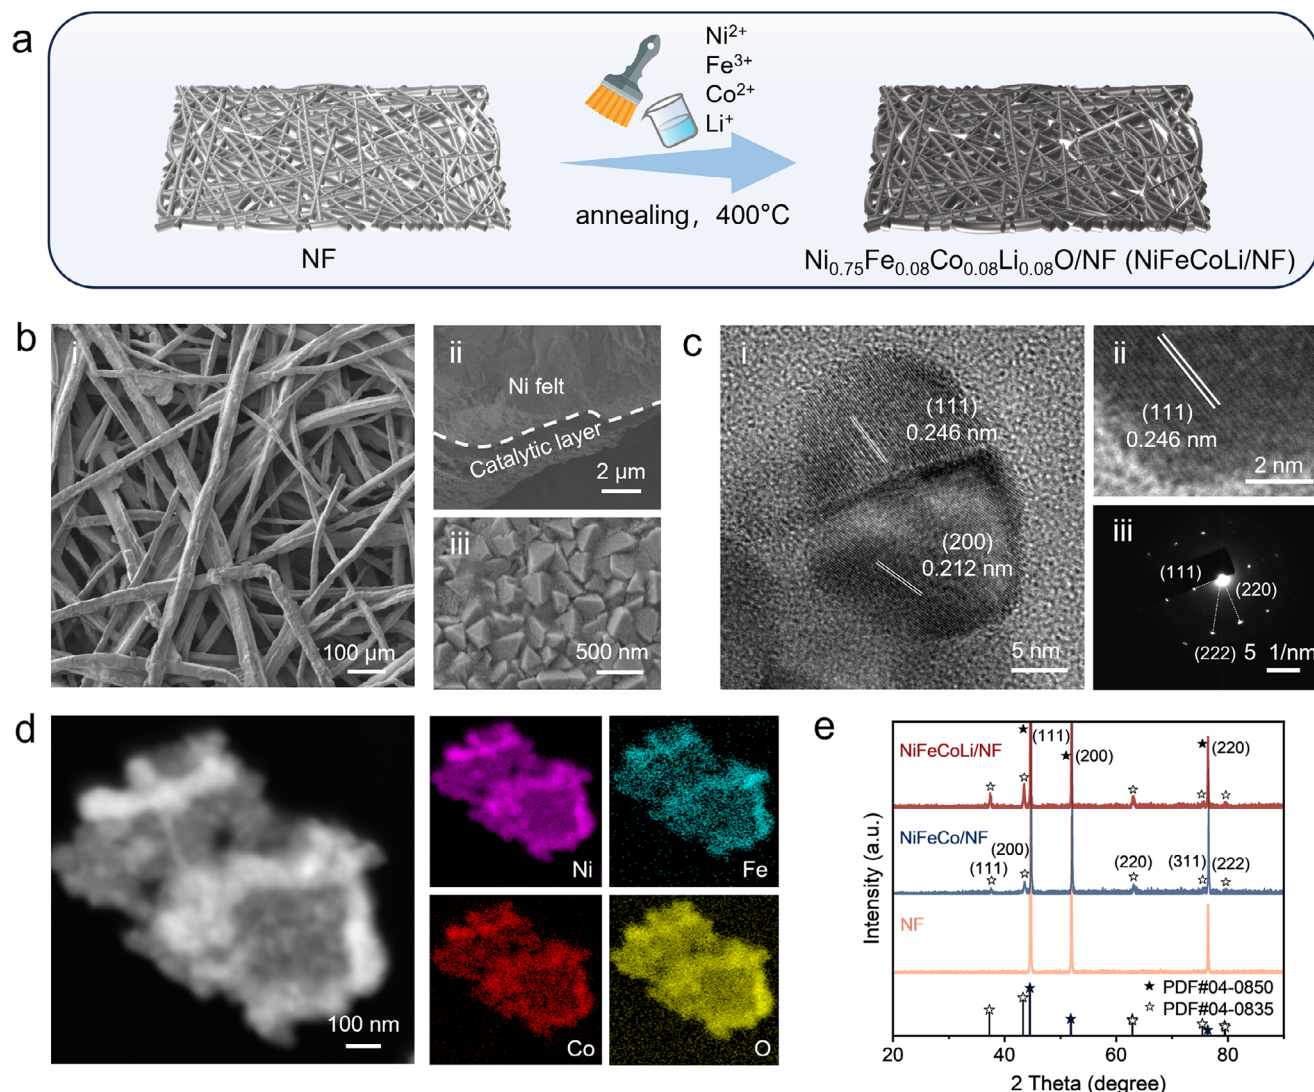 a
Ni²⁺
Fe³⁺
Co²⁺
Li⁺
annealing, 400°C
NF
Ni₀.₇₅Fe₀.₀₈Co₀.₀₈Li₀.₀₈O/NF (NiFeCoLi/NF)
b
i
100 µm
ii
Ni felt
Catalytic layer
2 µm
iii
500 nm
c
i
(111)
0.246 nm
(200)
0.212 nm
5 nm
ii
(111)
0.246 nm
2 nm
iii
(111)
(220)
(222)
5 1/nm
d
100 nm
Ni
Fe
Co
O
e
NiFeCoLi/NF
★
(111)
★
(200)
★
(220)
☆ ☆ ☆ ☆ ☆
NiFeCo/NF
(111)
(200)
(220)
(311)
(222)
☆ ☆ ☆ ☆ ☆
NF
★ PDF#04-0850
☆ PDF#04-0835
Intensity (a.u.)
20 40 60 80
2 Theta (degree)